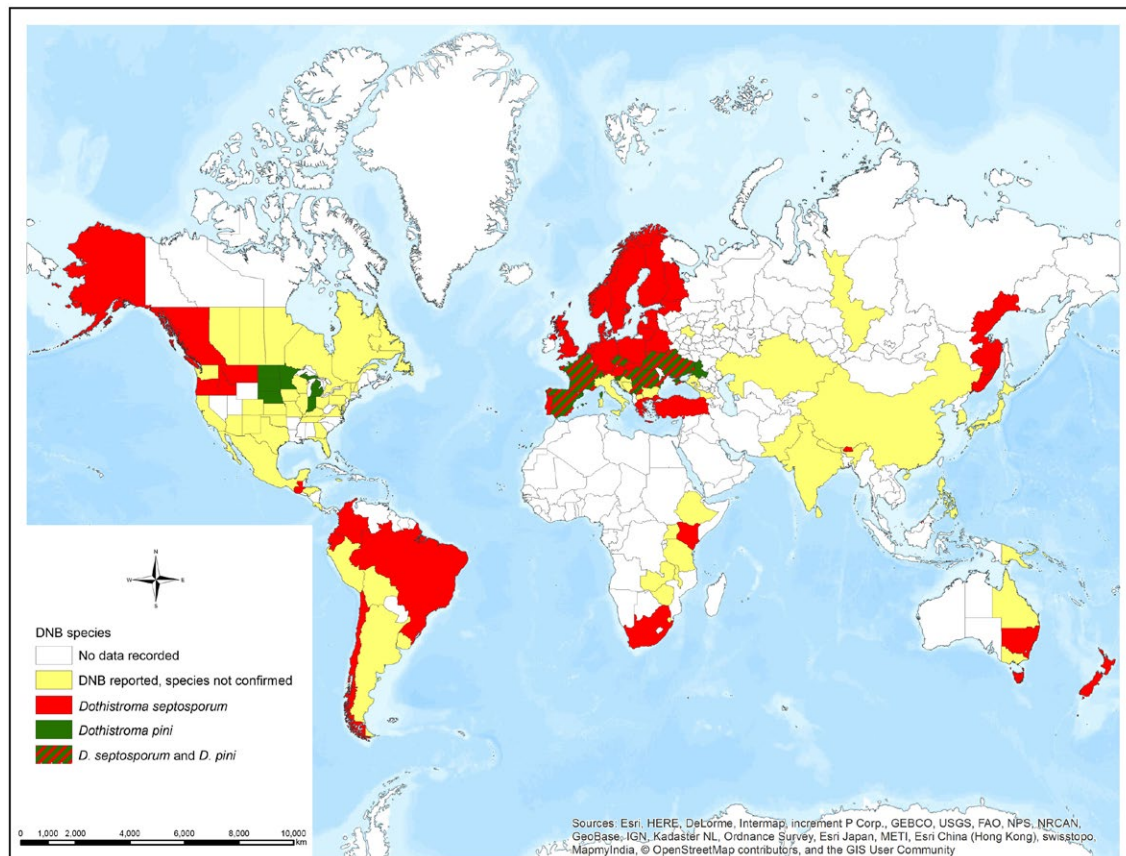 N
W E
S
DNB species
No data recorded
DNB reported, species not confirmed
Dothistroma septosporum
Dothistroma pini
D. septosporum and D. pini
0 1,000 2,000 4,000 6,000 8,000 10,000
km
Sources: Esri, HERE, DeLorme, Intermap, increment P Corp., GEBCO, USGS, FAO, NPS, NRCAN,
GeoBase, IGN, Kadaster NL, Ordnance Survey, Esri Japan, METI, Esri China (Hong Kong), swisstopo,
MapmyIndia, © OpenStreetMap contributors, and the GIS User Community